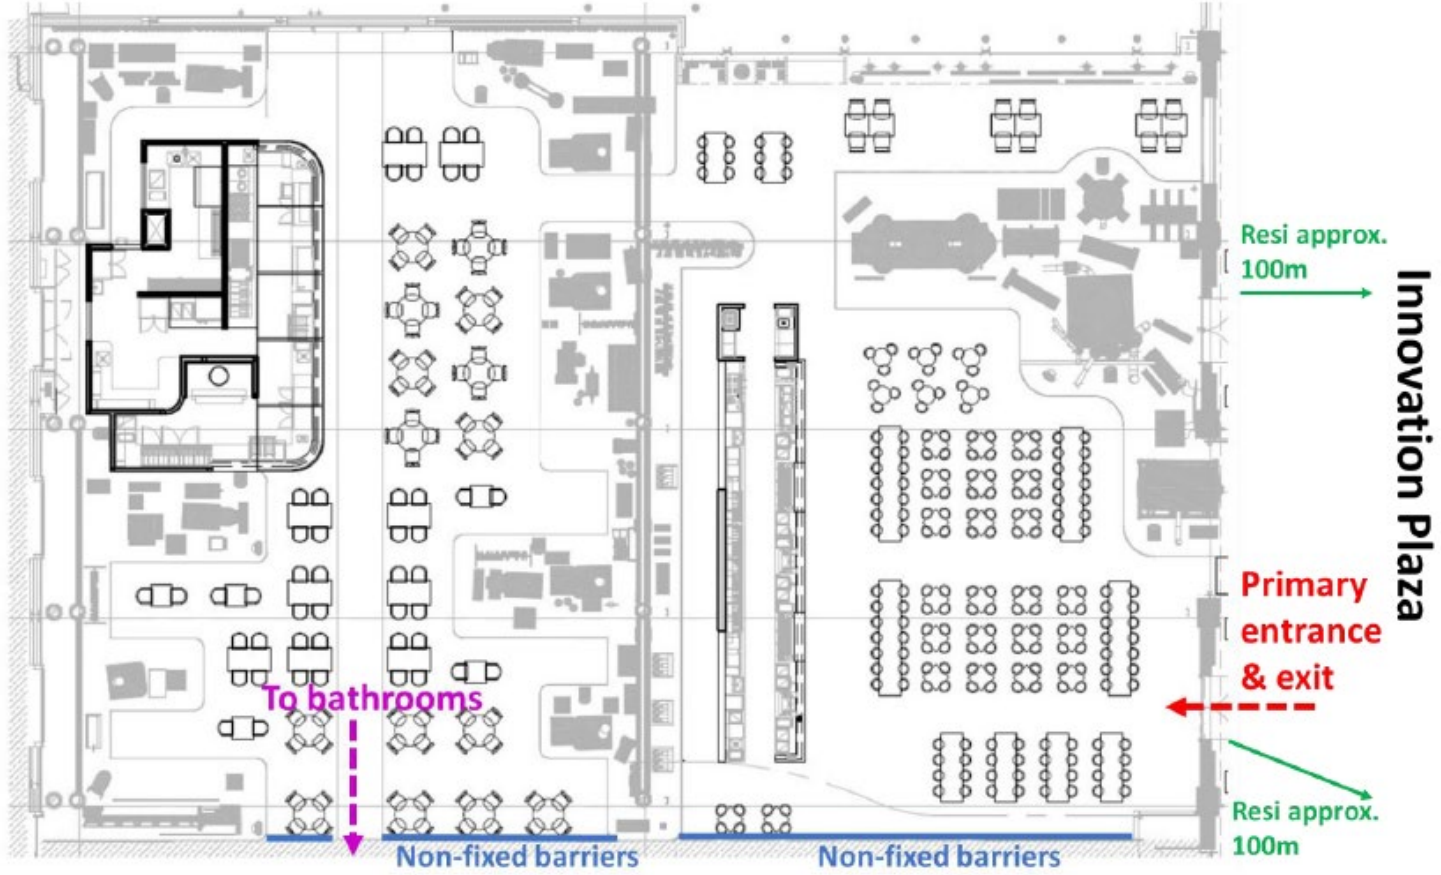 Resi approx.
100m
Innovation Plaza
Primary
entrance
& exit
To bathrooms
Resi approx.
100m
Non-fixed barriers
Non-fixed barriers